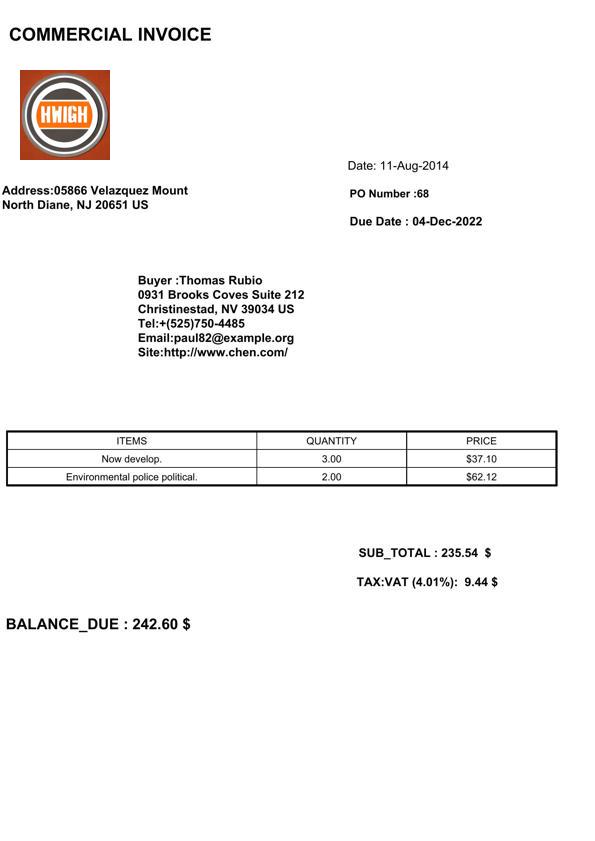 COMMERCIAL INVOICE
HWIGH
Date: 11-Aug-2014
Address:05866 Velazquez Mount
North Diane, NJ 20651 US
PO Number :68
Due Date : 04-Dec-2022
Buyer :Thomas Rubio
0931 Brooks Coves Suite 212
Christinestad, NV 39034 US
Tel:+(525)750-4485
Email:paul82@example.org
Site:http://www.chen.com/
ITEMS QUANTITY PRICE
Now develop. 3.00 $37.10
Environmental police political. 2.00 $62.12
SUB_TOTAL : 235.54 $
TAX:VAT (4.01%): 9.44 $
BALANCE_DUE : 242.60 $